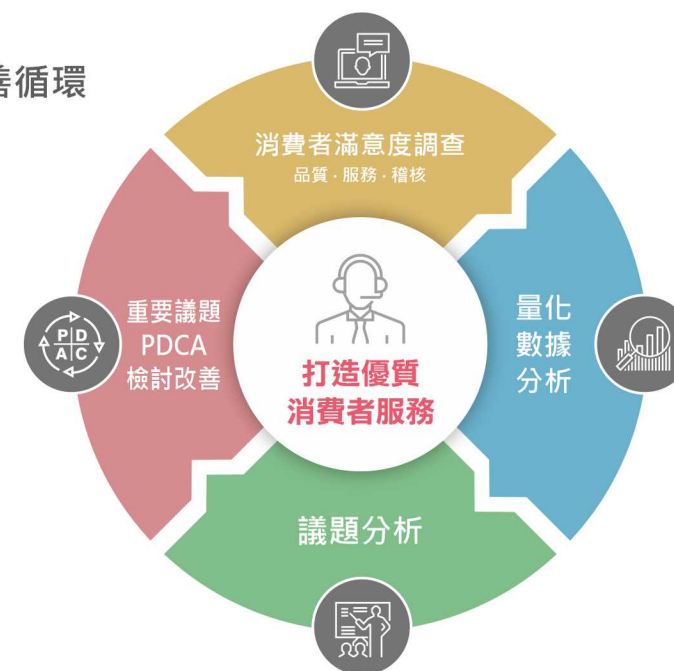 善循環
消費者滿意度調查
品質．服務．稽核
量化
數據
分析
議題分析
重要議題
PDCA
檢討改善
P D
A C
打造優質
消費者服務